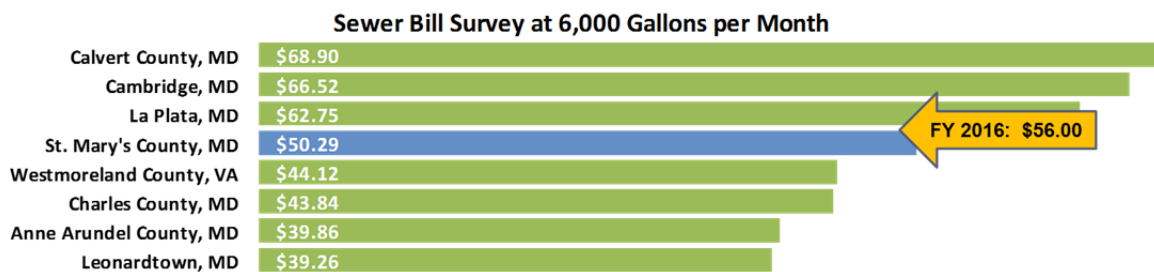 Sewer Bill Survey at 6,000 Gallons per Month
Calvert County, MD $68.90
Cambridge, MD $66.52
La Plata, MD $62.75
FY 2016: $56.00
St. Mary's County, MD $50.29
Westmoreland County, VA $44.12
Charles County, MD $43.84
Anne Arundel County, MD $39.86
Leonardtown, MD $39.26